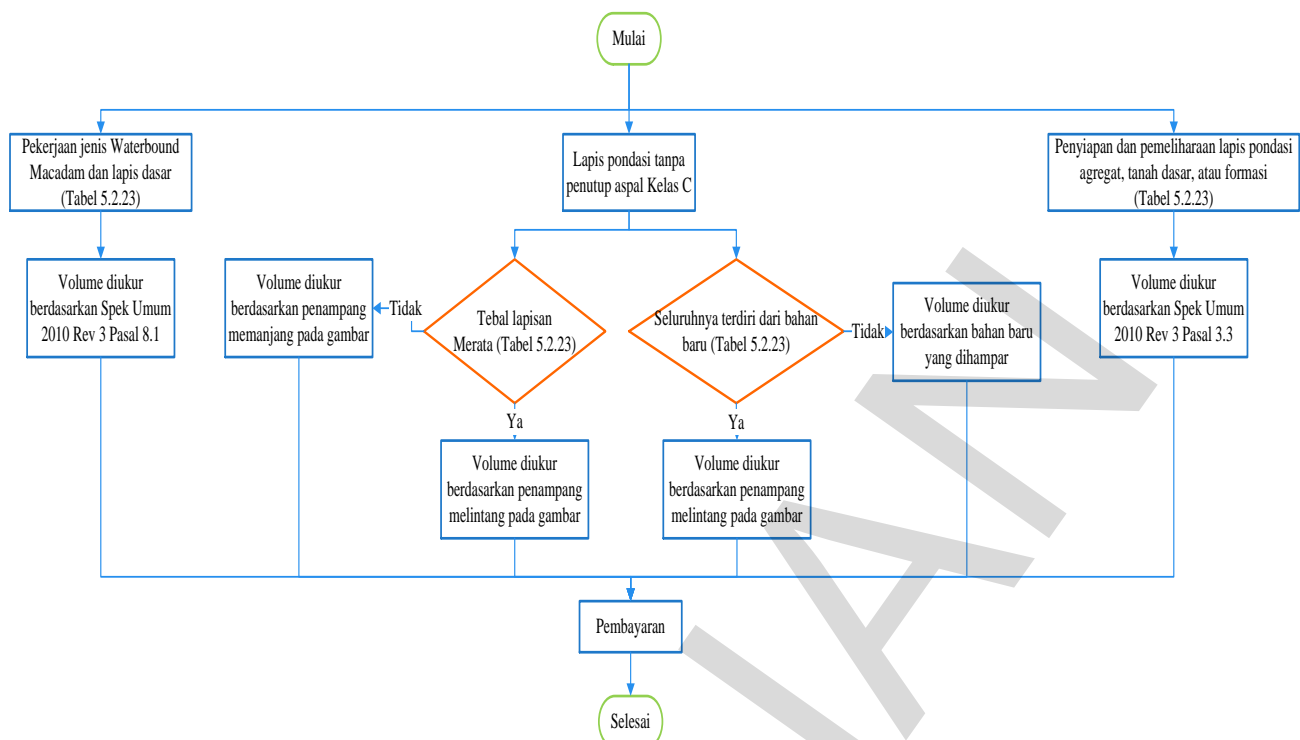 Mulai
Pekerjaan jenis Waterbound
Macadam dan lapis dasar
(Tabel 5.2.23)
Lapis pondasi tanpa
penutup aspal Kelas C
Penyiapan dan pemeliharaan lapis pondasi
agregat, tanah dasar, atau formasi
(Tabel 5.2.23)
Volume diukur
berdasarkan Spek Umum
2010 Rev 3 Pasal 8.1
Volume diukur
berdasarkan penampang
memanjang pada gambar
Tidak
Tebal lapisan
Merata (Tabel 5.2.23)
Seluruhnya terdiri dari bahan
baru (Tabel 5.2.23)
Tidak
Volume diukur
berdasarkan bahan baru
yang dihampar
Volume diukur
berdasarkan Spek Umum
2010 Rev 3 Pasal 3.3
Ya
Ya
Volume diukur
berdasarkan penampang
melintang pada gambar
Volume diukur
berdasarkan penampang
melintang pada gambar
Pembayaran
Selesai